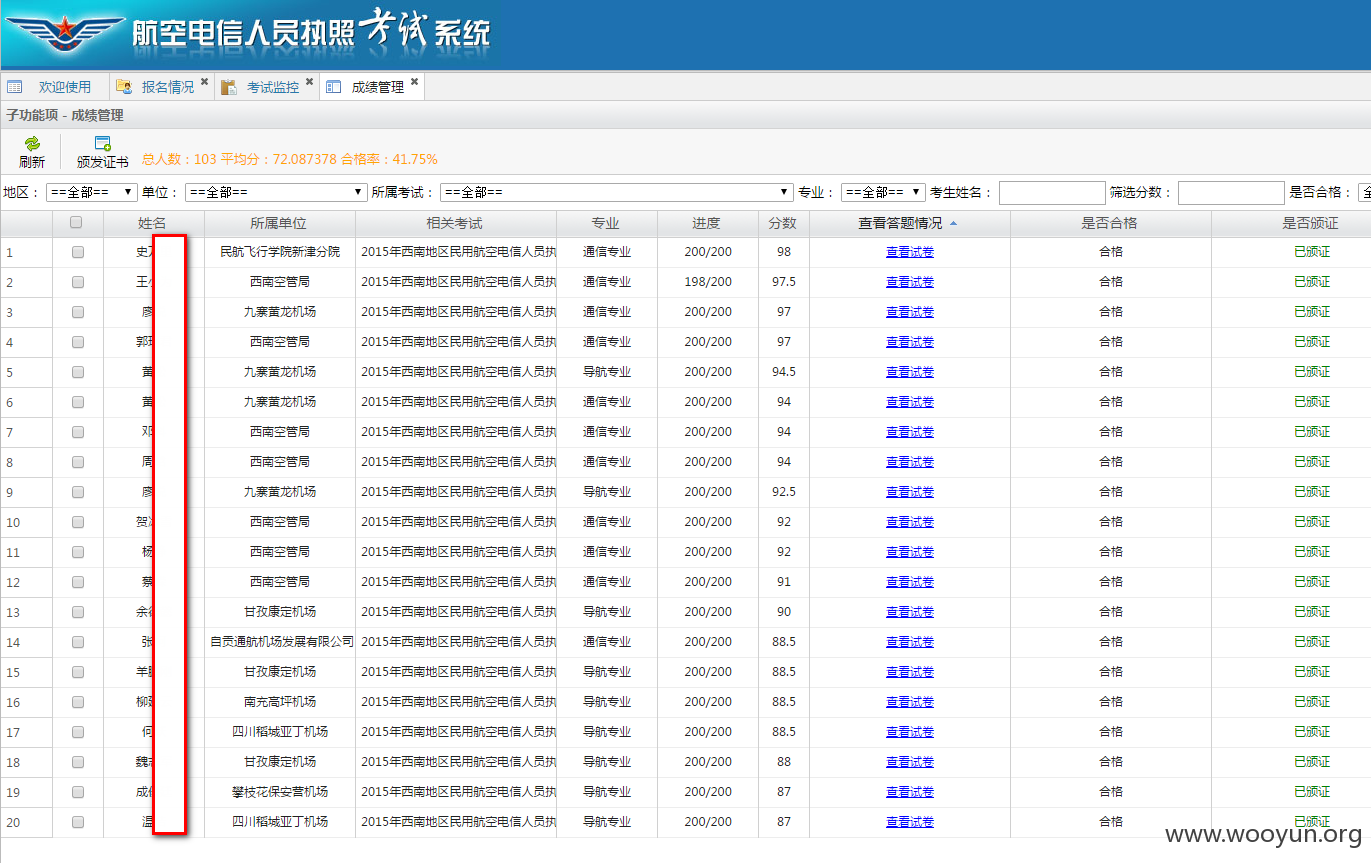 航空电信人员执照考试系统
欢迎使用 报名情况 考试监控 成绩管理
子功能项 - 成绩管理
刷新 颁发证书 总人数：103 平均分：72.087378 合格率：41.75%
地区： ==全部== 单位： ==全部== 所属考试： ==全部== 专业： ==全部== 考生姓名： 筛选分数： 是否合格：
姓名 所属单位 相关考试 专业 进度 分数 查看答题情况 是否合格 是否颁证
1 史 民航飞行学院新津分院 2015年西南地区民用航空电信人员执 通信专业 200/200 98 查看试卷 合格 已颁证
2 王 西南空管局 2015年西南地区民用航空电信人员执 通信专业 198/200 97.5 查看试卷 合格 已颁证
3 廖 九寨黄龙机场 2015年西南地区民用航空电信人员执 通信专业 200/200 97 查看试卷 合格 已颁证
4 郭 西南空管局 2015年西南地区民用航空电信人员执 通信专业 200/200 97 查看试卷 合格 已颁证
5 黄 九寨黄龙机场 2015年西南地区民用航空电信人员执 导航专业 200/200 94.5 查看试卷 合格 已颁证
6 黄 九寨黄龙机场 2015年西南地区民用航空电信人员执 通信专业 200/200 94 查看试卷 合格 已颁证
7 邓 西南空管局 2015年西南地区民用航空电信人员执 通信专业 200/200 94 查看试卷 合格 已颁证
8 周 西南空管局 2015年西南地区民用航空电信人员执 通信专业 200/200 94 查看试卷 合格 已颁证
9 廖 九寨黄龙机场 2015年西南地区民用航空电信人员执 导航专业 200/200 92.5 查看试卷 合格 已颁证
10 贺 西南空管局 2015年西南地区民用航空电信人员执 通信专业 200/200 92 查看试卷 合格 已颁证
11 杨 西南空管局 2015年西南地区民用航空电信人员执 通信专业 200/200 92 查看试卷 合格 已颁证
12 蔡 西南空管局 2015年西南地区民用航空电信人员执 通信专业 200/200 91 查看试卷 合格 已颁证
13 余 甘孜康定机场 2015年西南地区民用航空电信人员执 导航专业 200/200 90 查看试卷 合格 已颁证
14 张 自贡通航机场发展有限公司 2015年西南地区民用航空电信人员执 通信专业 200/200 88.5 查看试卷 合格 已颁证
15 羊 甘孜康定机场 2015年西南地区民用航空电信人员执 导航专业 200/200 88.5 查看试卷 合格 已颁证
16 柳 南充高坪机场 2015年西南地区民用航空电信人员执 导航专业 200/200 88.5 查看试卷 合格 已颁证
17 何 四川稻城亚丁机场 2015年西南地区民用航空电信人员执 导航专业 200/200 88.5 查看试卷 合格 已颁证
18 魏 甘孜康定机场 2015年西南地区民用航空电信人员执 导航专业 200/200 88 查看试卷 合格 已颁证
19 成 攀枝花保安营机场 2015年西南地区民用航空电信人员执 导航专业 200/200 87 查看试卷 合格 已颁证
20 温 四川稻城亚丁机场 2015年西南地区民用航空电信人员执 导航专业 200/200 87 查看试卷 合格 已颁证
www.wooyun.org